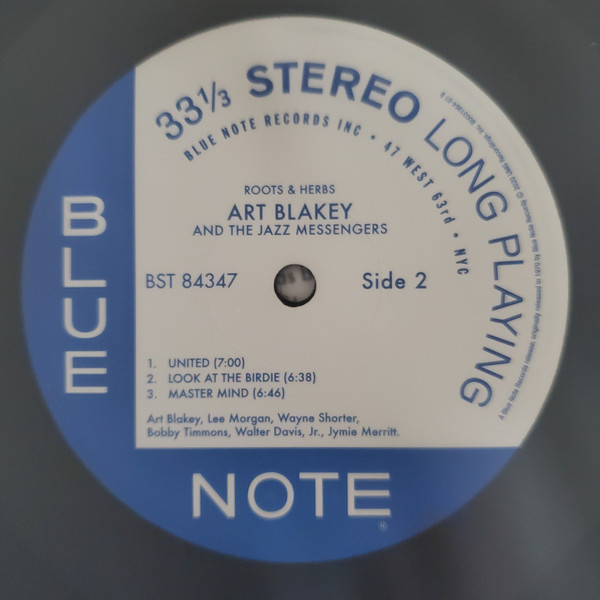 33⅓ STEREO LONG PLAYING
BLUE NOTE RECORDS INC • 47 WEST 63rd • NYC
ROOTS & HERBS
ART BLAKEY
AND THE JAZZ MESSENGERS
BST 84347
Side 2
1. UNITED (7:00)
2. LOOK AT THE BIRDIE (6:38)
3. MASTER MIND (6:46)
Art Blakey, Lee Morgan, Wayne Shorter,
Bobby Timmons, Walter Davis, Jr., Jymie Merritt.
BLUE
NOTE
®